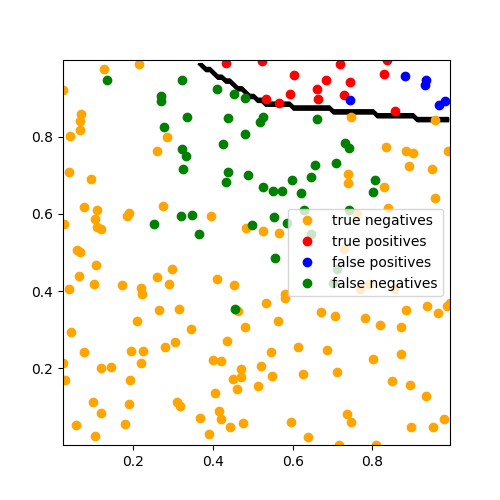 0.8
0.6
0.4
0.2
true negatives
true positives
false positives
false negatives
0.2 0.4 0.6 0.8